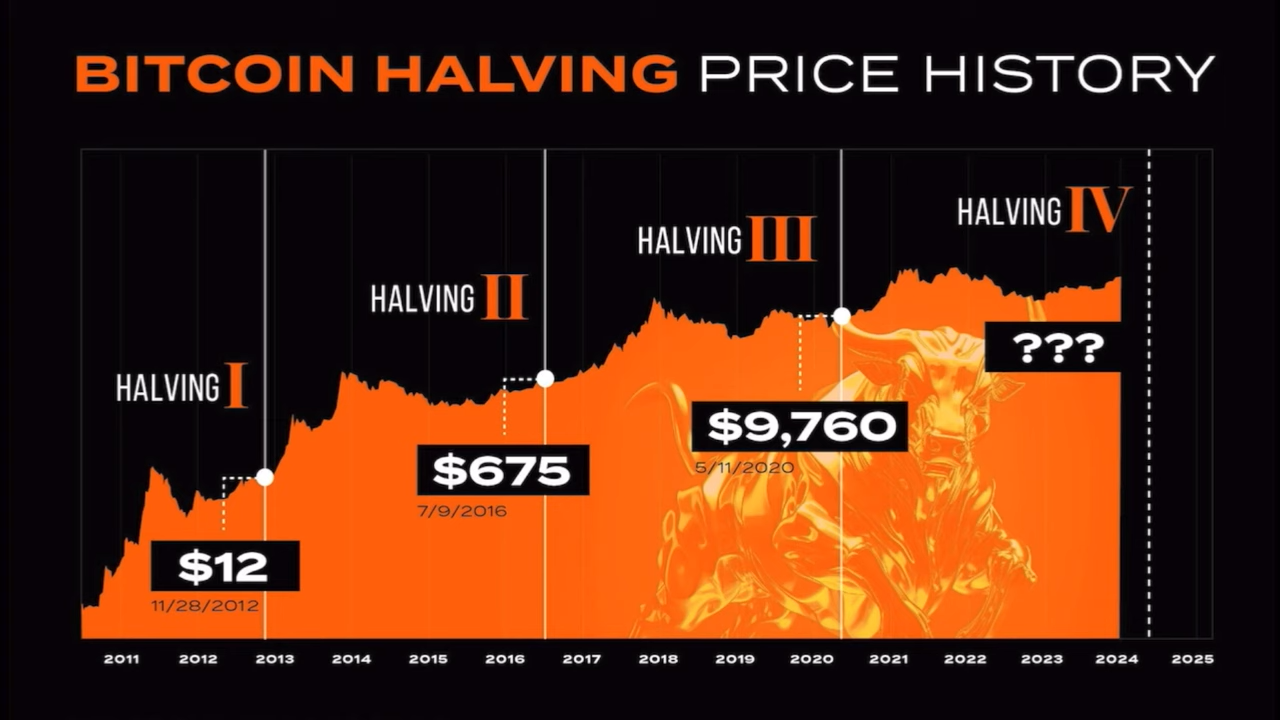 BITCOIN HALVING PRICE HISTORY
HALVING I
$12
11/28/2012
HALVING II
$675
7/9/2016
HALVING III
$9,760
5/11/2020
HALVING IV
???
2011 2012 2013 2014 2015 2016 2017 2018 2019 2020 2021 2022 2023 2024 2025